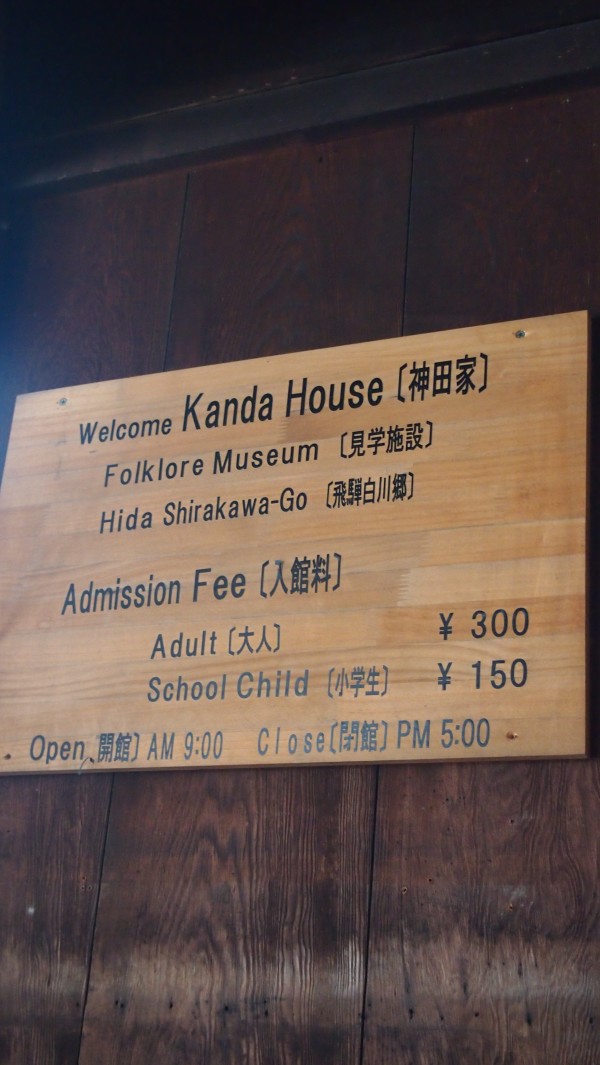 Welcome Kanda House〔神田家〕
Folklore Museum〔見学施設〕
Hida Shirakawa-Go〔飛騨白川郷〕
Admission Fee〔入館料〕
Adult〔大人〕 ¥ 300
School Child〔小学生〕 ¥ 150
Open〔開館〕AM 9:00 Close〔閉館〕PM 5:00